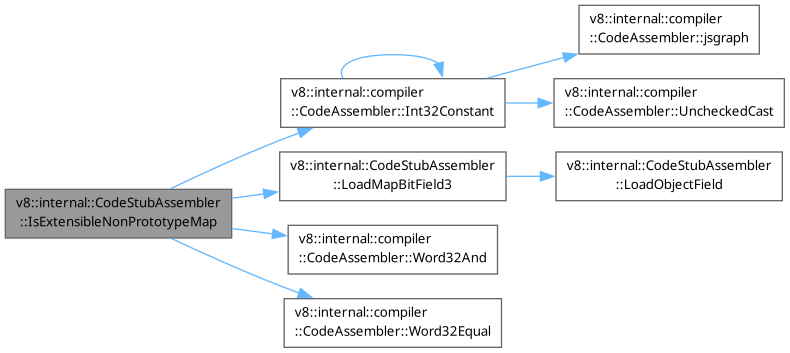 v8::internal::CodeStubAssembler
::IsExtensibleNonPrototypeMap
v8::internal::compiler
::CodeAssembler::Int32Constant
v8::internal::compiler
::CodeAssembler::jsgraph
v8::internal::compiler
::CodeAssembler::UncheckedCast
v8::internal::CodeStubAssembler
::LoadMapBitField3
v8::internal::CodeStubAssembler
::LoadObjectField
v8::internal::compiler
::CodeAssembler::Word32And
v8::internal::compiler
::CodeAssembler::Word32Equal